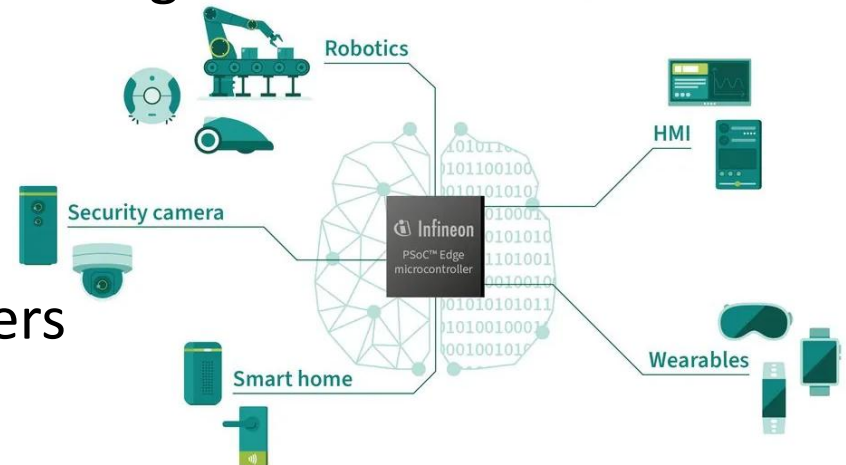 Robotics
HMI
Security camera
Infineon
PSoC™ Edge
microcontroller
ers
Smart home
Wearables